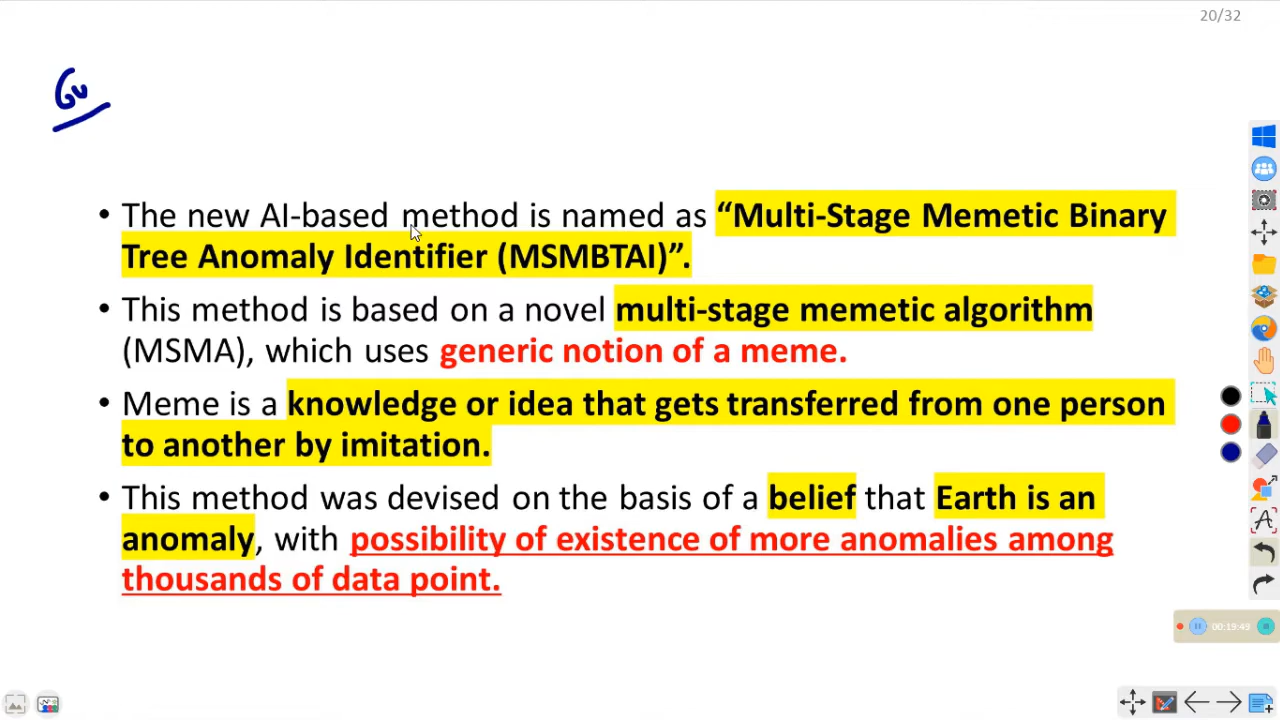 20/32
• The new AI-based method is named as “Multi-Stage Memetic Binary
Tree Anomaly Identifier (MSMBTAI)”.
• This method is based on a novel multi-stage memetic algorithm
(MSMA), which uses generic notion of a meme.
• Meme is a knowledge or idea that gets transferred from one person
to another by imitation.
• This method was devised on the basis of a belief that Earth is an
anomaly, with possibility of existence of more anomalies among
thousands of data point.
00:19:43